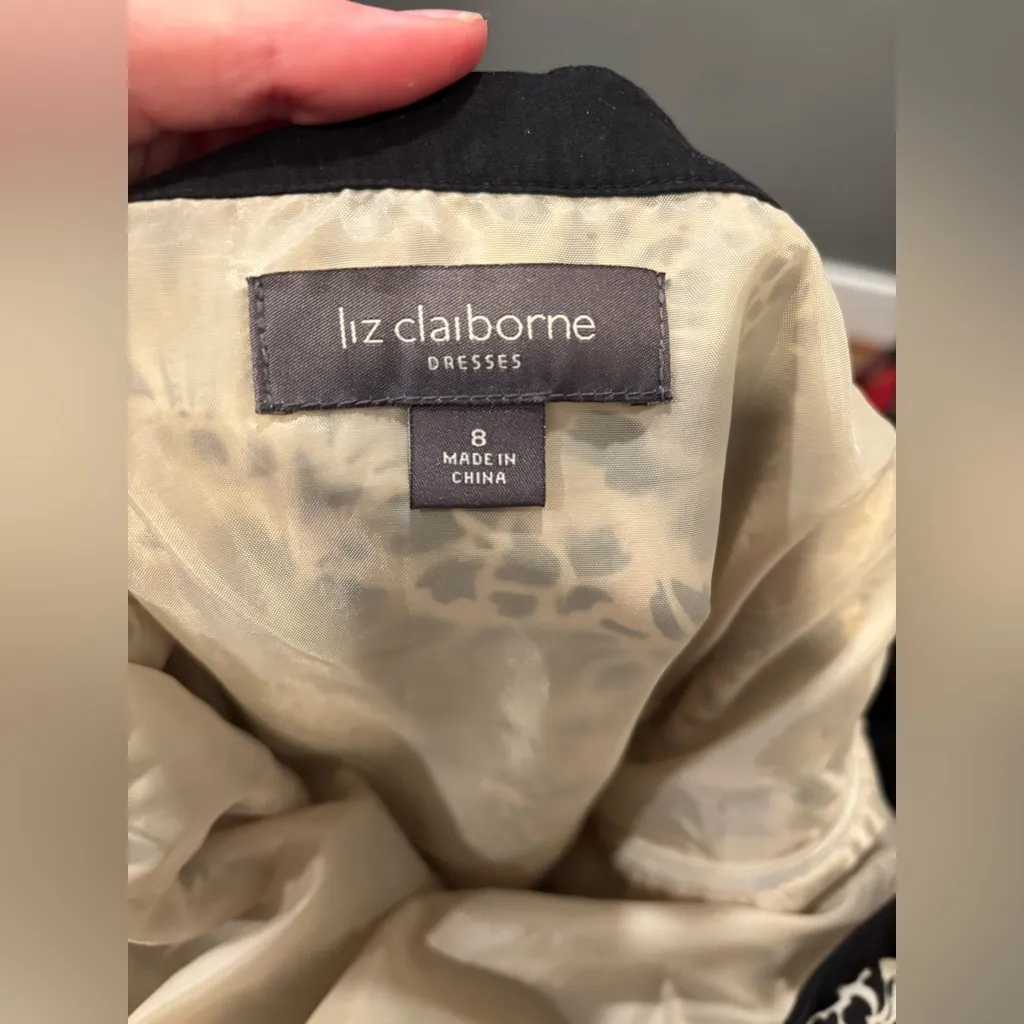 liz claiborne
DRESSES
8
MADE IN
CHINA